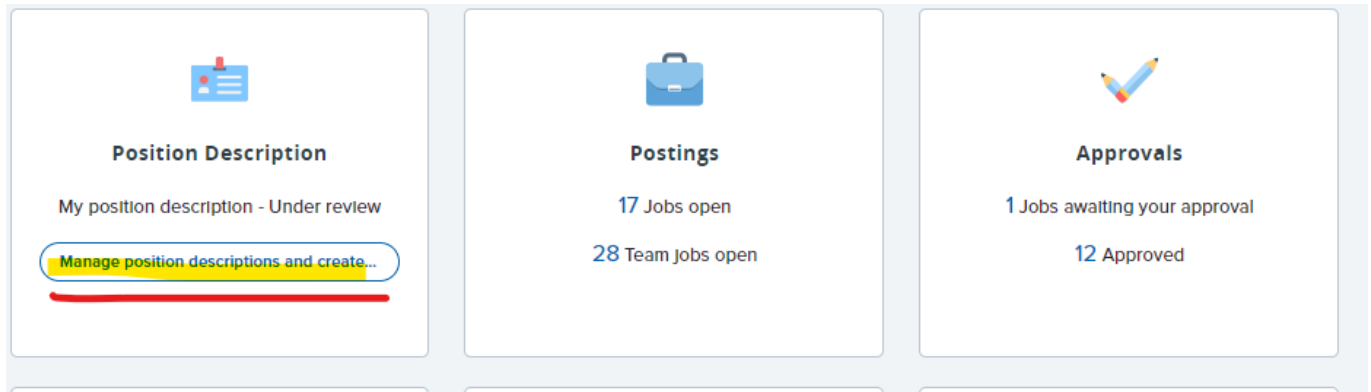 Position Description
My position description - Under review
Manage position descriptions and create...
Postings
17 Jobs open
28 Team jobs open
Approvals
1 Jobs awaiting your approval
12 Approved